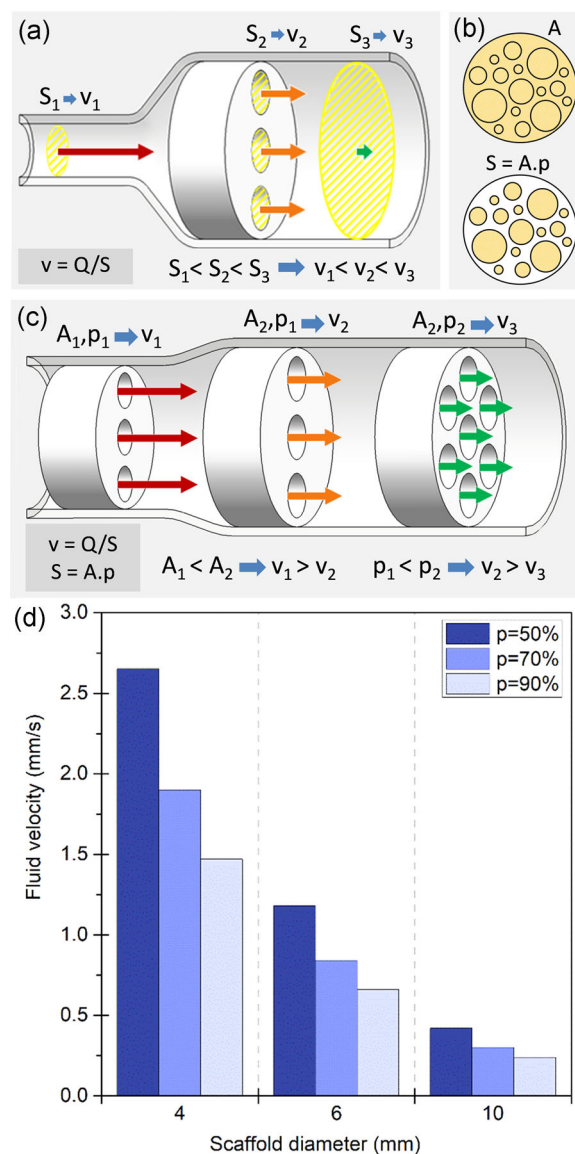 (a)
S₁ → v₁
S₂ → v₂
S₃ → v₃
v = Q/S
S₁ < S₂ < S₃ → v₁ < v₂ < v₃
(b)
A
S = A.p
(c)
A₁,p₁ → v₁
A₂,p₁ → v₂
A₂,p₂ → v₃
v = Q/S
S = A.p
A₁ < A₂ → v₁ > v₂
p₁ < p₂ → v₂ > v₃
(d)
3.0
2.5
2.0
1.5
1.0
0.5
0.0
Fluid velocity (mm/s)
p=50%
p=70%
p=90%
4
6
10
Scaffold diameter (mm)